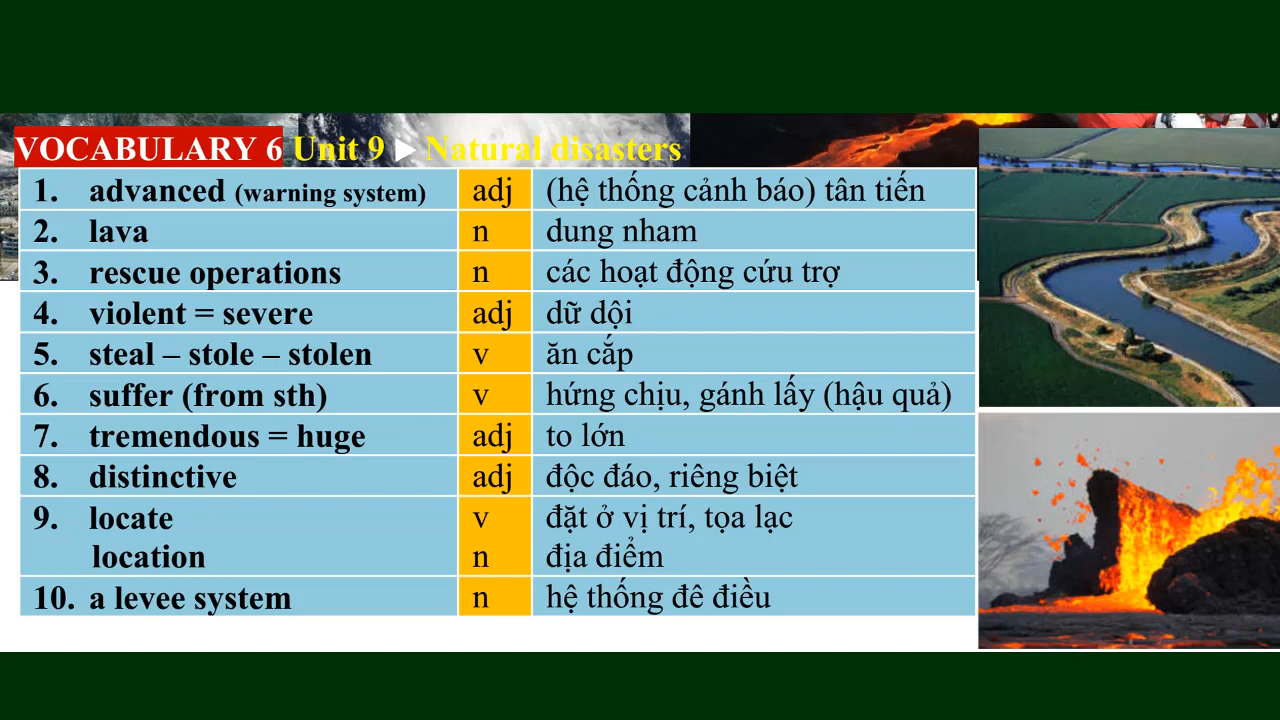 VOCABULARY 6 Unit 9 ▶ Natural disasters
1. advanced (warning system) adj (hệ thống cảnh báo) tân tiến
2. lava n dung nham
3. rescue operations n các hoạt động cứu trợ
4. violent = severe adj dữ dội
5. steal – stole – stolen v ăn cắp
6. suffer (from sth) v hứng chịu, gánh lấy (hậu quả)
7. tremendous = huge adj to lớn
8. distinctive adj độc đáo, riêng biệt
9. locate v đặt ở vị trí, tọa lạc
location n địa điểm
10. a levee system n hệ thống đê điều